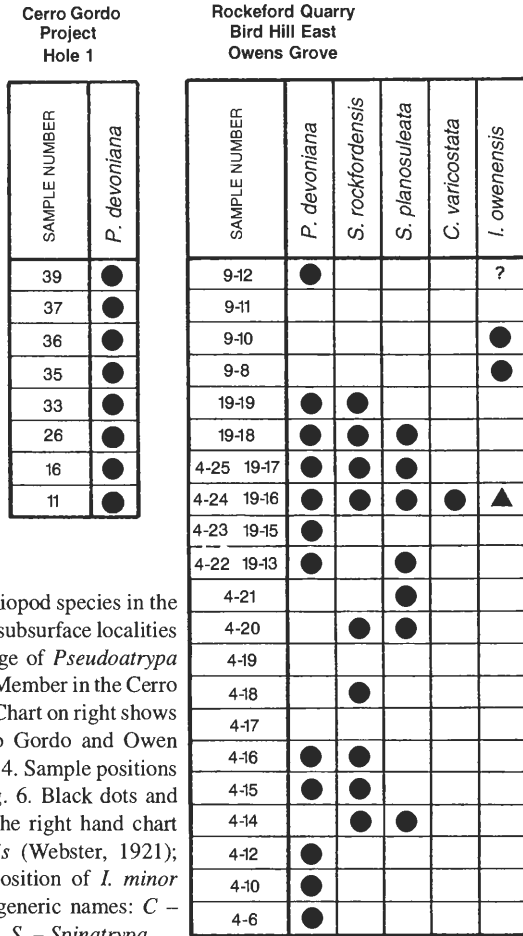 Cerro Gordo
Project
Hole 1
SAMPLE NUMBER P. devoniana
39
37
36
35
33
26
16
11
Rockeford Quarry
Bird Hill East
Owens Grove
SAMPLE NUMBER P. devoniana S. rockfordensis S. planosuleata C. varicostata I. owenensis
9-12 ?
9-11
9-10
9-8
19-19
19-18
4-25 19-17
4-24 19-16
4-23 19-15
4-22 19-13
4-21
4-20
4-19
4-18
4-17
4-16
4-15
4-14
4-12
4-10
4-6
iopod species in the
subsurface localities
ge of Pseudoatrypa
Member in the Cerro
Chart on right shows
o Gordo and Owen
4. Sample positions
g. 6. Black dots and
he right hand chart
s (Webster, 1921);
osition of I. minor
generic names: C –
S. – Spinatrypa